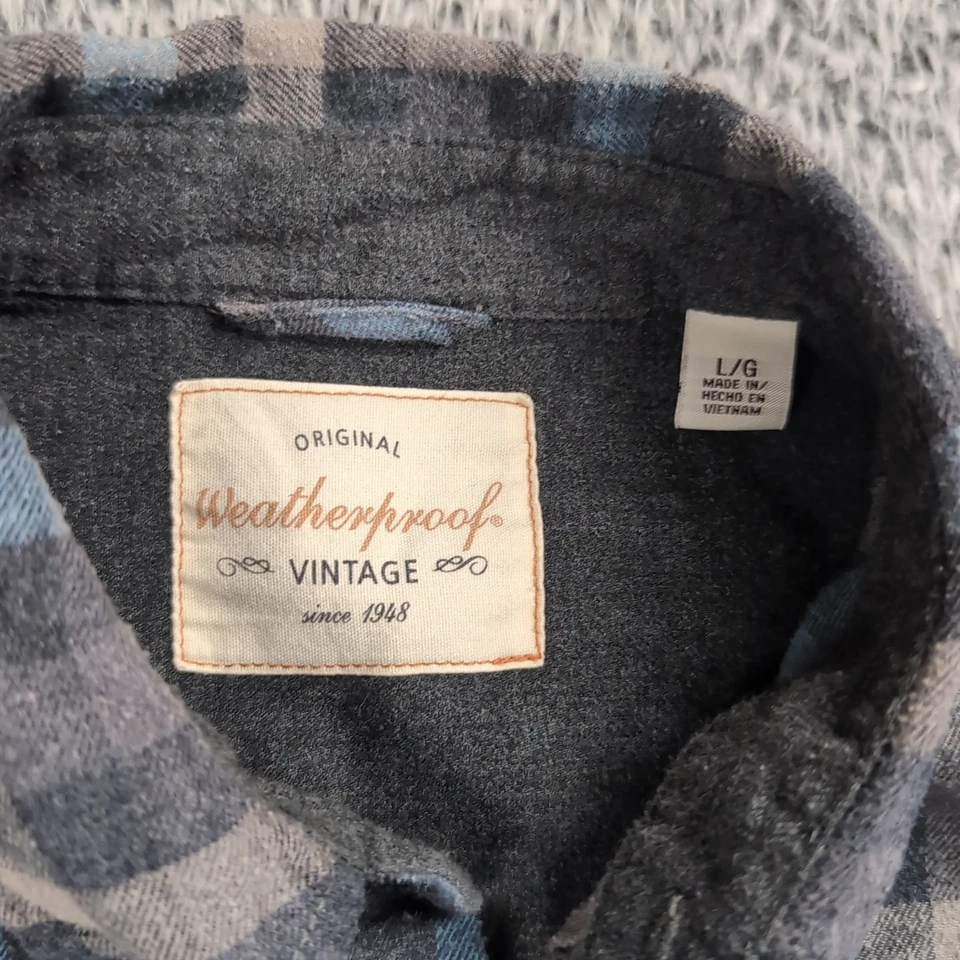 ORIGINAL
Weatherproof®
VINTAGE
since 1948
L/G
MADE IN/
HECHO EN
VIETNAM